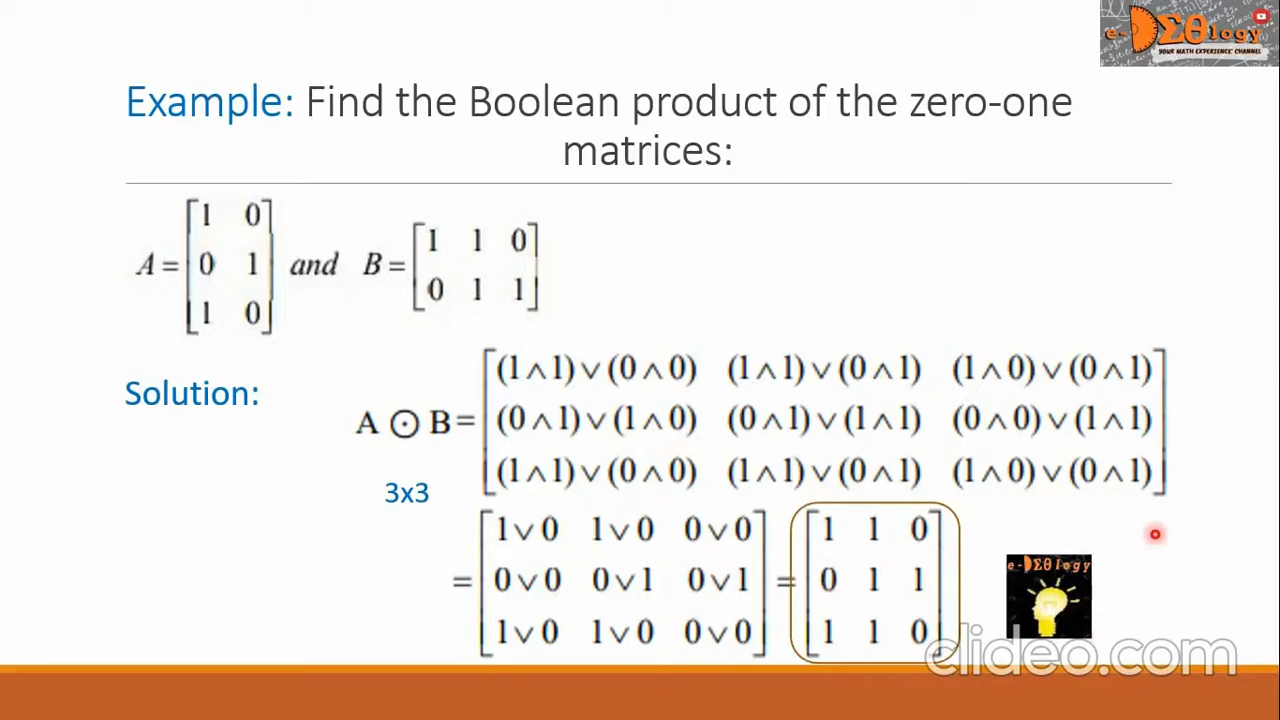 e-DΣθlogy
YOUR MATH EXPERIENCE CHANNEL
Example: Find the Boolean product of the zero-one
matrices:
A = [1 0
0 1
1 0] and B = [1 1 0
0 1 1]
Solution:
A ⊙ B = [(1∧1)∨(0∧0) (1∧1)∨(0∧1) (1∧0)∨(0∧1)
(0∧1)∨(1∧0) (0∧1)∨(1∧1) (0∧0)∨(1∧1)
(1∧1)∨(0∧0) (1∧1)∨(0∧1) (1∧0)∨(0∧1)]
3x3
= [1∨0 1∨0 0∨0
0∨0 0∨1 0∨1
1∨0 1∨0 0∨0] = [1 1 0
0 1 1
1 1 0]
e-DΣθlogy
clideo.com